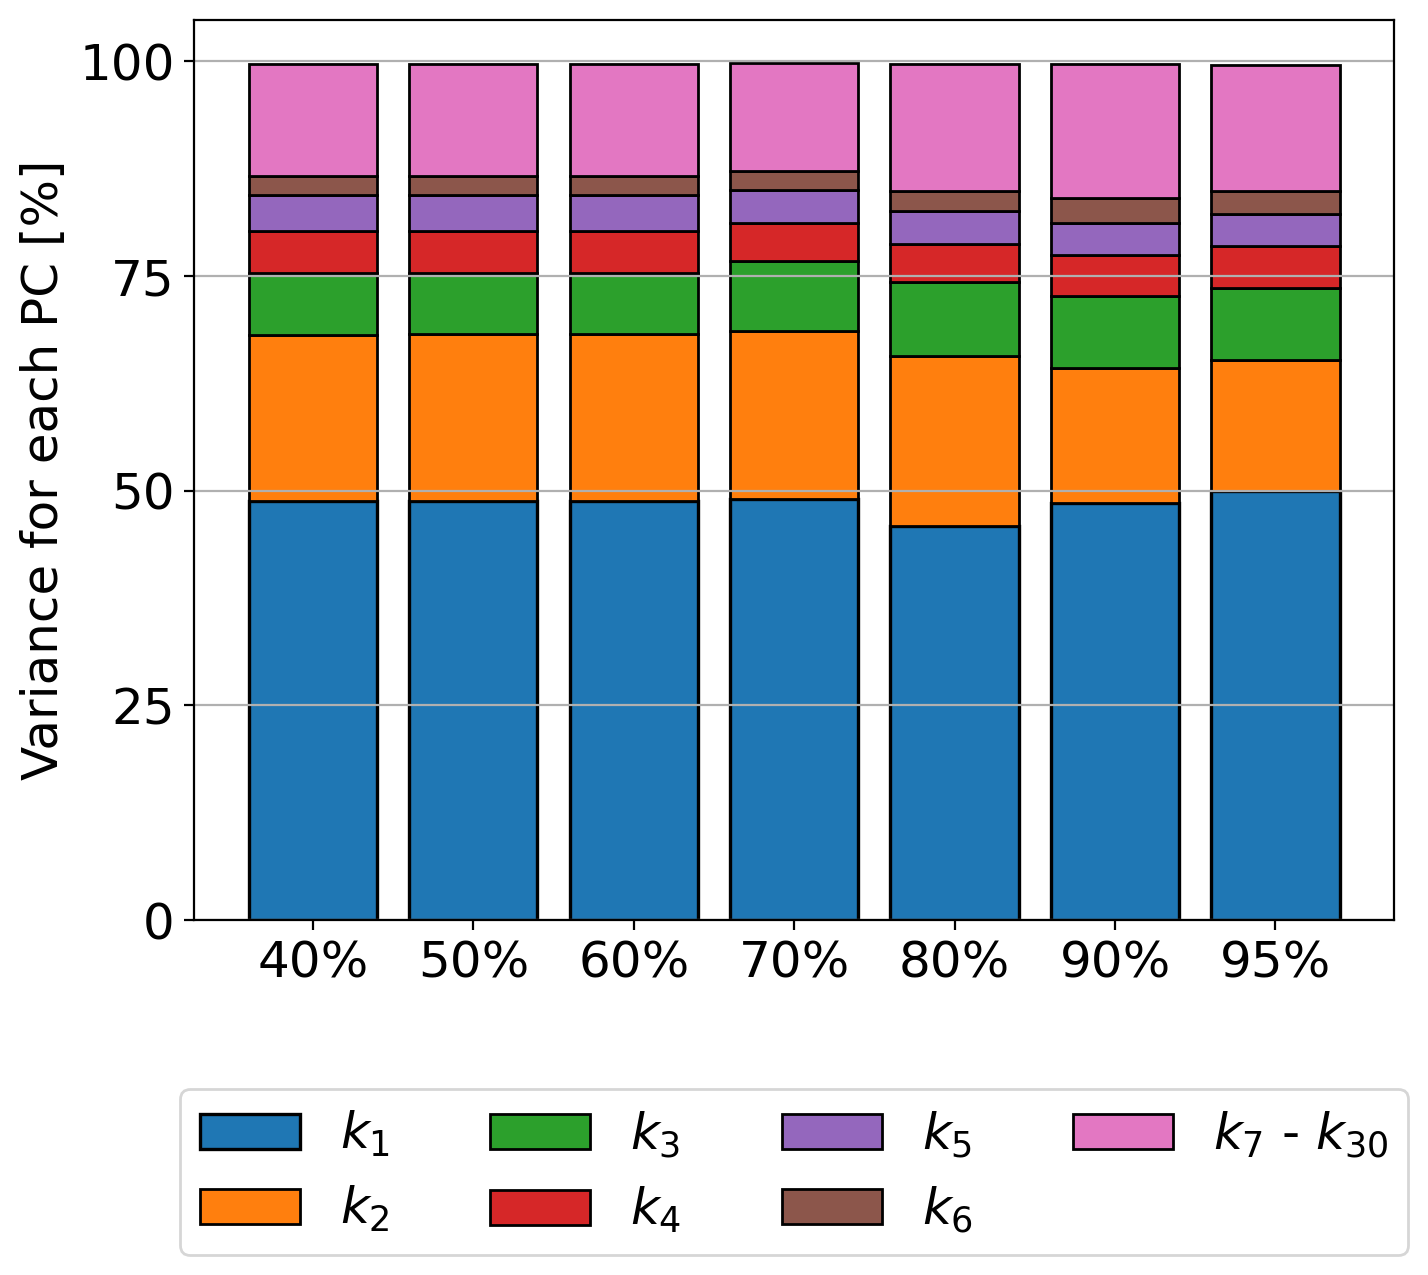 Variance for each PC [%]
100
75
50
25
0
40% 50% 60% 70% 80% 90% 95%
k₁ k₃ k₅ k₇ - k₃₀
k₂ k₄ k₆